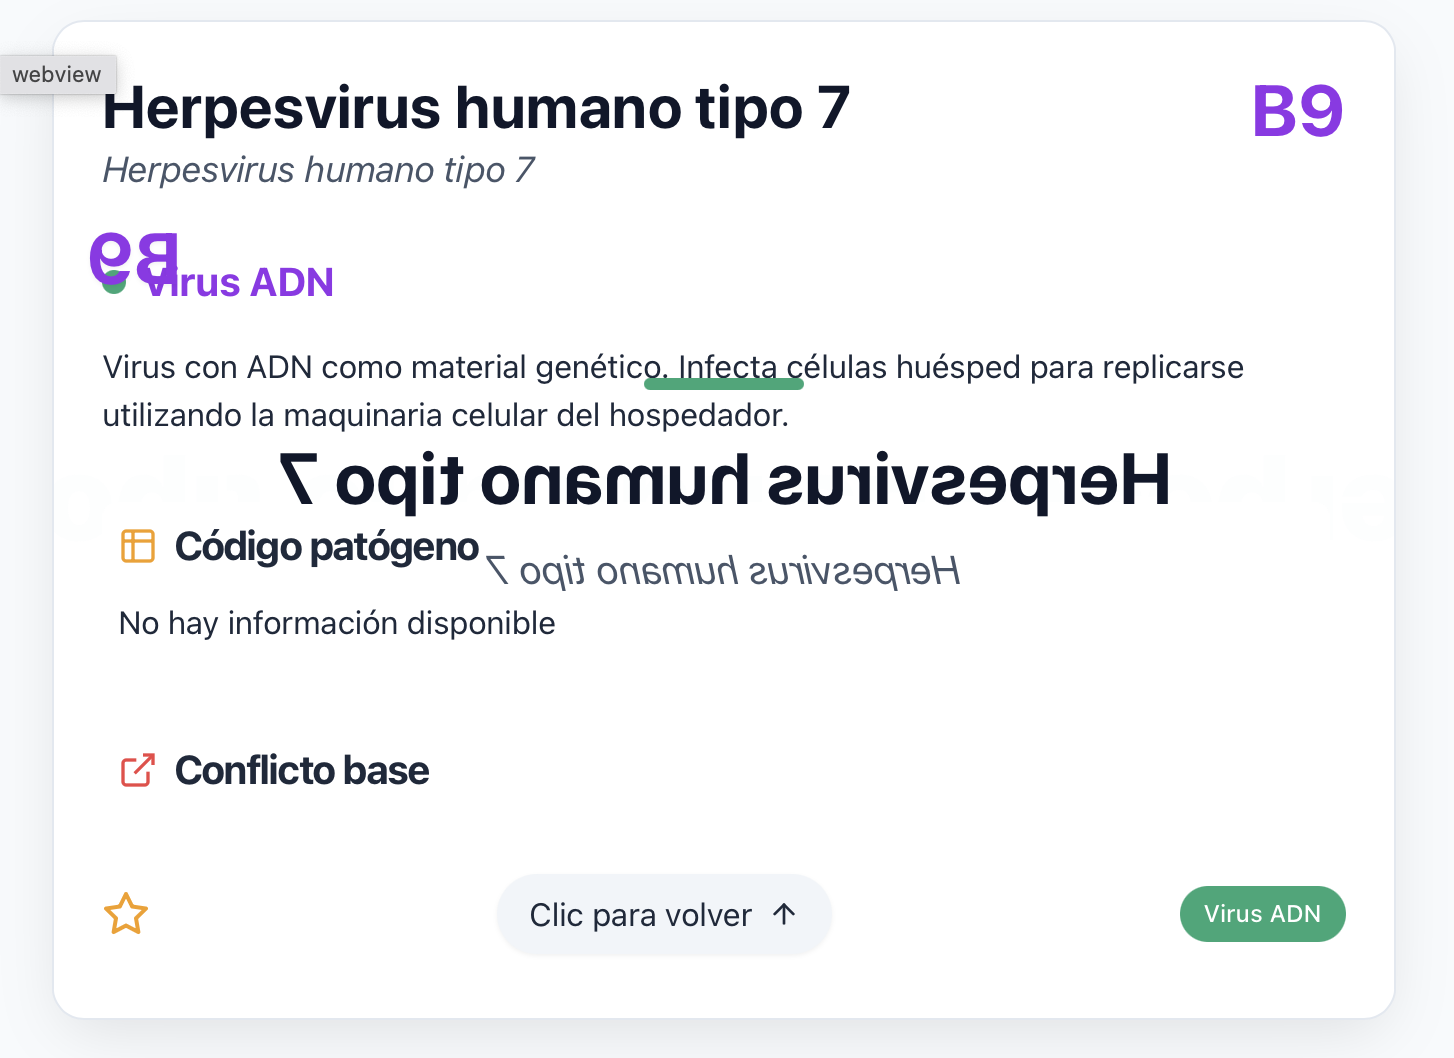 webview
Herpesvirus humano tipo 7
B9
Herpesvirus humano tipo 7
B9
Virus ADN
Virus con ADN como material genético. Infecta células huésped para replicarse
utilizando la maquinaria celular del hospedador.
Herpesvirus humano tipo 7
Código patógeno
Herpesvirus humano tipo 7
No hay información disponible
Conflicto base
Clic para volver
Virus ADN